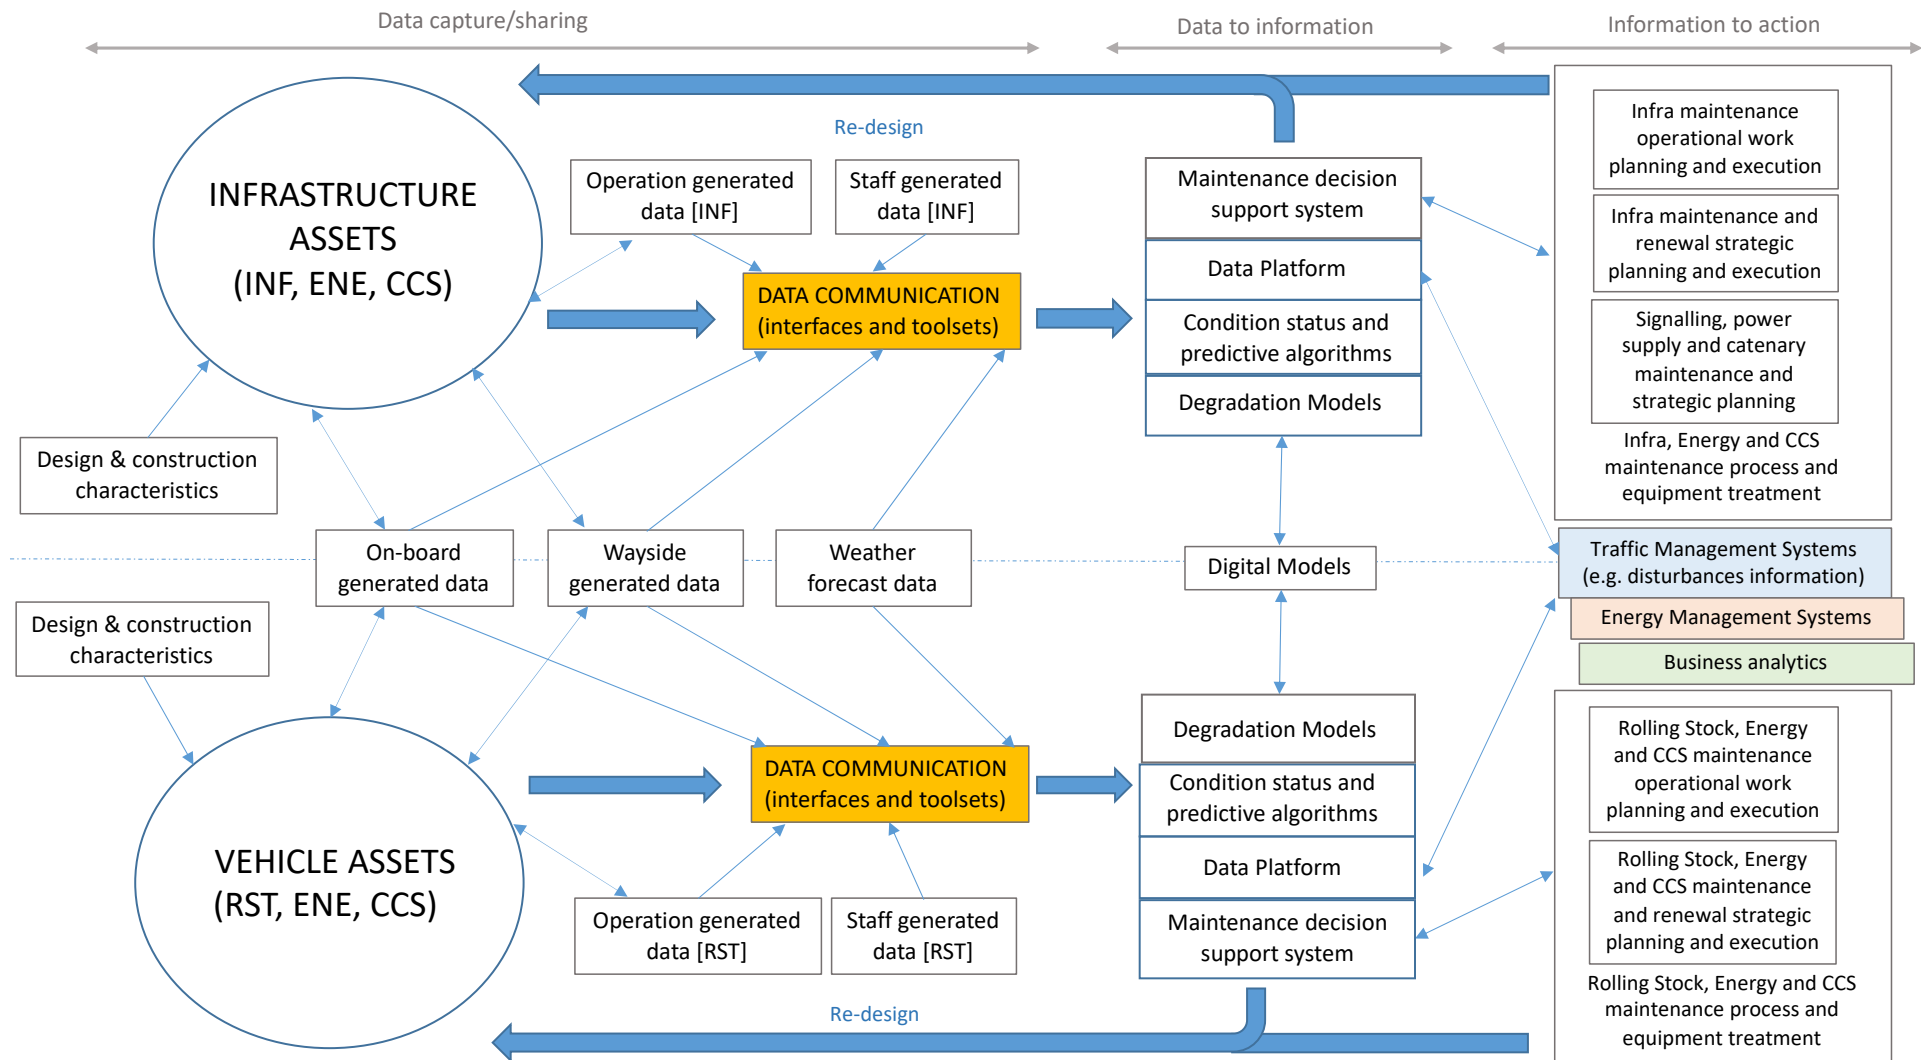 Data capture/sharing
Data to information
Information to action
Re-design
INFRASTRUCTURE
ASSETS
(INF, ENE, CCS)
Operation generated
data [INF]
Staff generated
data [INF]
DATA COMMUNICATION
(interfaces and toolsets)
Maintenance decision
support system
Data Platform
Condition status and
predictive algorithms
Degradation Models
Infra maintenance
operational work
planning and execution
Infra maintenance and
renewal strategic
planning and execution
Signalling, power
supply and catenary
maintenance and
strategic planning
Infra, Energy and CCS
maintenance process and
equipment treatment
Design & construction
characteristics
On-board
generated data
Wayside
generated data
Weather
forecast data
Digital Models
Traffic Management Systems
(e.g. disturbances information)
Energy Management Systems
Business analytics
Design & construction
characteristics
VEHICLE ASSETS
(RST, ENE, CCS)
DATA COMMUNICATION
(interfaces and toolsets)
Operation generated
data [RST]
Staff generated
data [RST]
Degradation Models
Condition status and
predictive algorithms
Data Platform
Maintenance decision
support system
Rolling Stock, Energy
and CCS maintenance
operational work
planning and execution
Rolling Stock, Energy
and CCS maintenance
and renewal strategic
planning and execution
Rolling Stock, Energy and CCS
maintenance process and
equipment treatment
Re-design